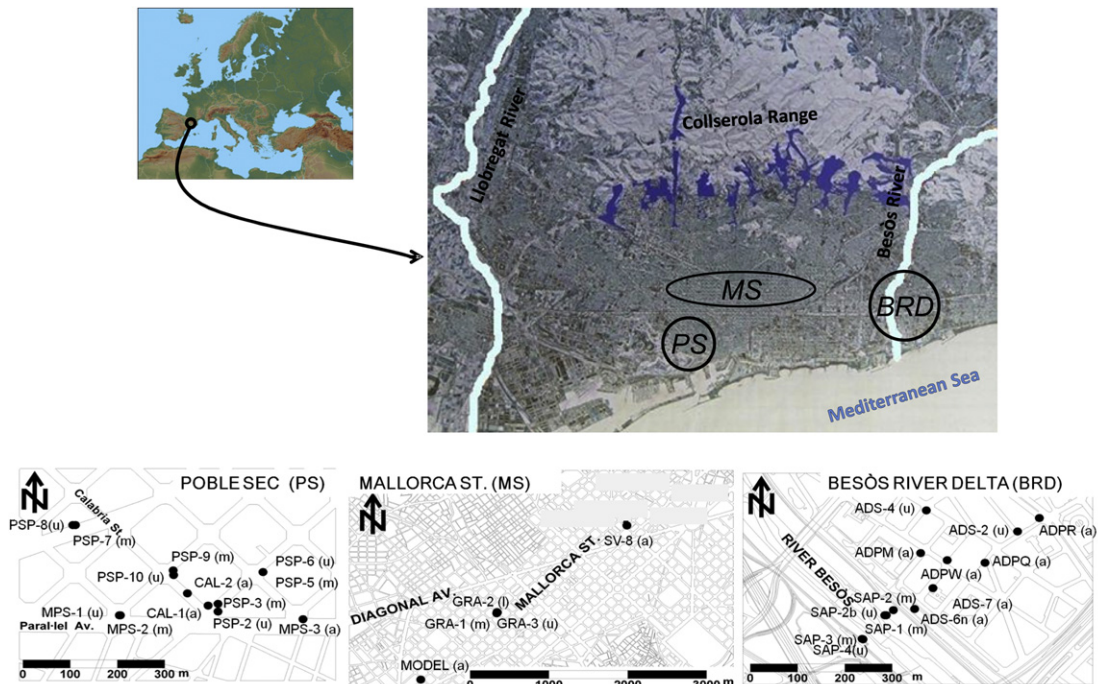 Llobregat River
Collserola Range
Besòs River
MS
BRD
PS
Mediterranean Sea
N
POBLE SEC (PS)
Calabria St.
PSP-8(u)
PSP-7 (m)
PSP-9 (m)
PSP-10 (u)
CAL-2 (a)
PSP-6 (u)
PSP-5 (m)
MPS-1 (u)
CAL-1(a)
PSP-3 (m)
Paral·lel Av.
MPS-2 (m)
PSP-2 (u)
MPS-3 (a)
0 100 200 300 m
MALLORCA ST. (MS)
N
SV-8 (a)
MALLORCA ST.
DIAGONAL AV.
GRA-2 (l)
GRA-1 (m)
GRA-3 (u)
MODEL (a)
0 1000 2000 3000 m
BESÒS RIVER DELTA (BRD)
N
ADS-4 (u)
ADS-2 (u)
ADPR (a)
RIVER BESÒS
ADPM (a)
ADPQ (a)
ADPW (a)
SAP-2 (m)
ADS-7 (a)
SAP-2b (u)
ADS-6n (a)
SAP-1 (m)
SAP-3 (m)
SAP-4(u)
0 100 200 300 m